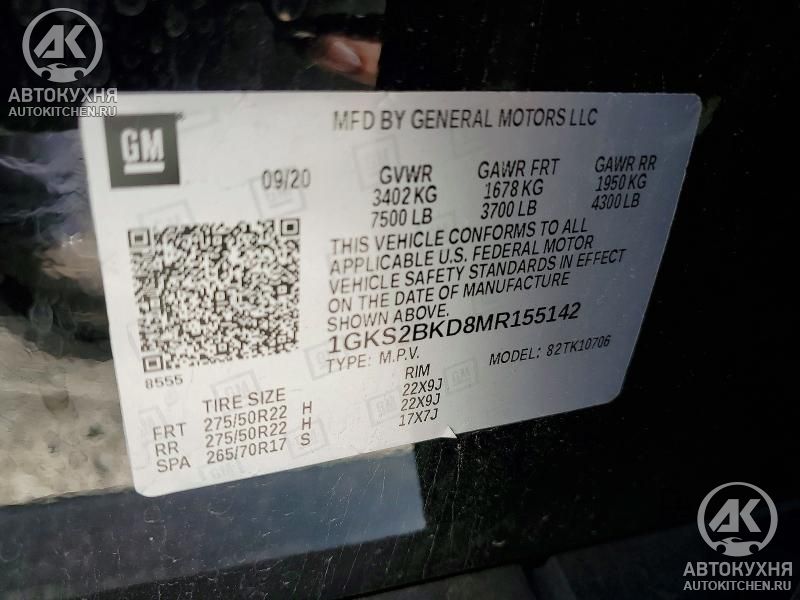 AK
АВТОКУХНЯ
AUTOKITCHEN.RU
GM
MFD BY GENERAL MOTORS LLC
09/20
GVWR
3402 KG
7500 LB
GAWR FRT
1678 KG
3700 LB
GAWR RR
1950 KG
4300 LB
THIS VEHICLE CONFORMS TO ALL
APPLICABLE U.S. FEDERAL MOTOR
VEHICLE SAFETY STANDARDS IN EFFECT
ON THE DATE OF MANUFACTURE
SHOWN ABOVE.
1GKS2BKD8MR155142
TYPE: M.P.V. MODEL: 82TK10706
8555
TIRE SIZE RIM
FRT 275/50R22 H 22X9J
RR 275/50R22 H 22X9J
SPA 265/70R17 S 17X7J
AK
АВТОКУХНЯ
AUTOKITCHEN.RU